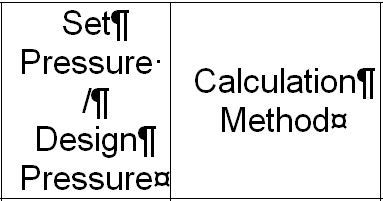 Set¶
Pressure·
/¶
Design¶
Pressure¤
Calculation¶
Method¤